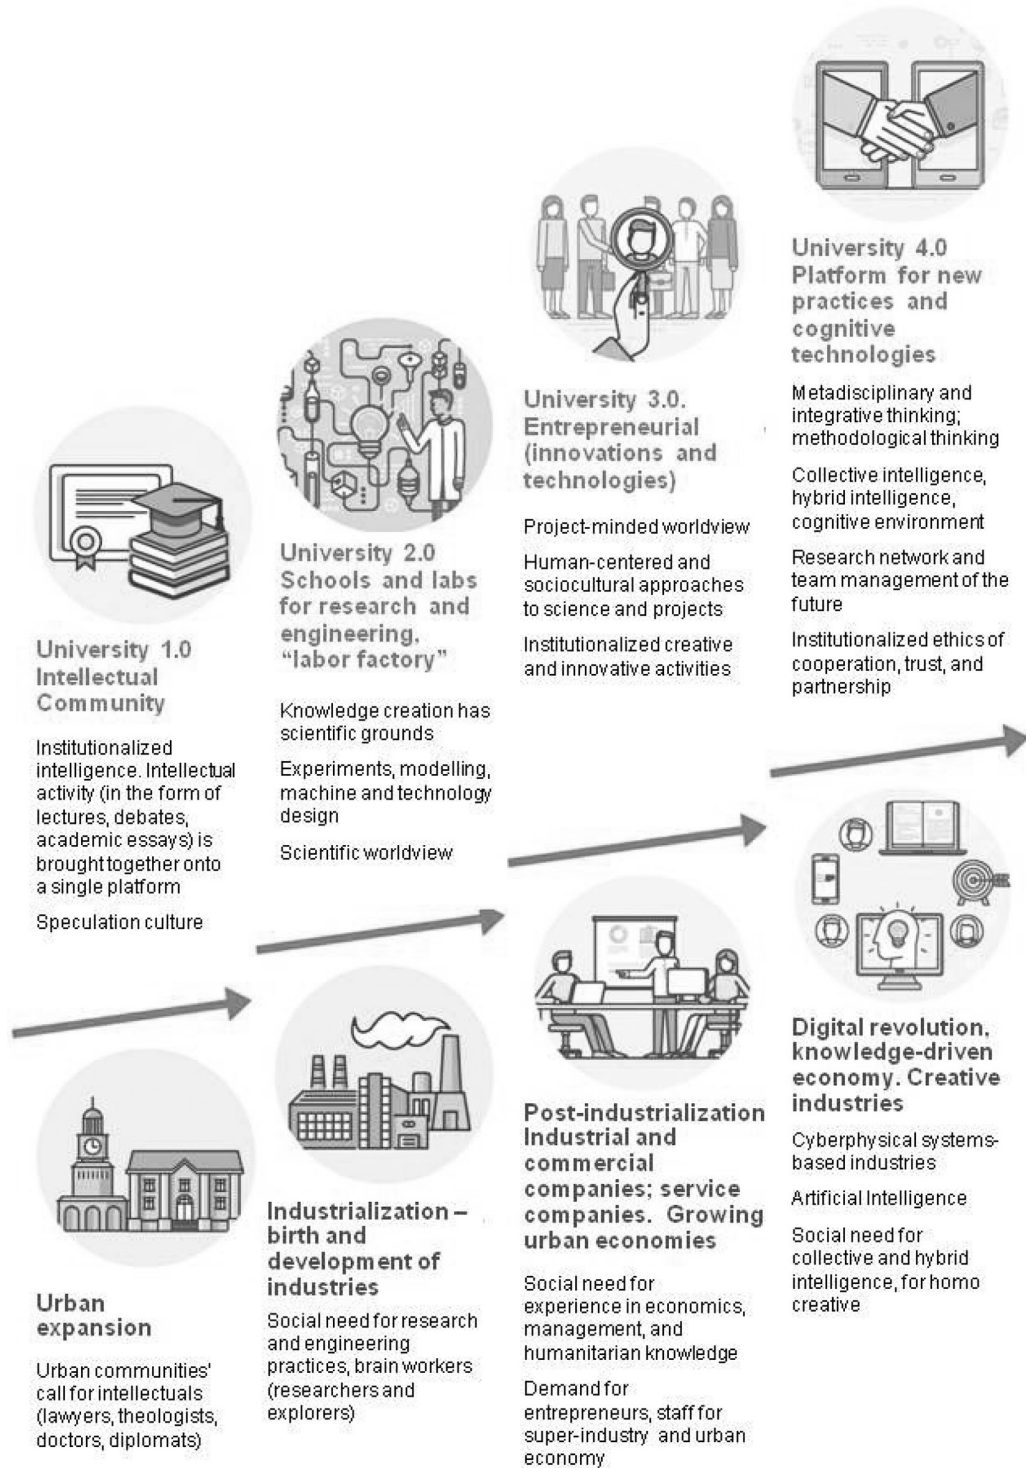 University 1.0
Intellectual
Community
Institutionalized
intelligence. Intellectual
activity (in the form of
lectures, debates,
academic essays) is
brought together onto
a single platform
Speculation culture
Urban
expansion
Urban communities'
call for intellectuals
(lawyers, theologists,
doctors, diplomats)
University 2.0
Schools and labs
for research and
engineering,
“labor factory”
Knowledge creation has
scientific grounds
Experiments, modelling,
machine and technology
design
Scientific worldview
Industrialization –
birth and
development of
industries
Social need for research
and engineering
practices, brain workers
(researchers and
explorers)
University 3.0.
Entrepreneurial
(innovations and
technologies)
Project-minded worldview
Human-centered and
sociocultural approaches
to science and projects
Institutionalized creative
and innovative activities
Post-industrialization
Industrial and
commercial
companies; service
companies. Growing
urban economies
Social need for
experience in economics,
management, and
humanitarian knowledge
Demand for
entrepreneurs, staff for
super-industry and urban
economy
University 4.0
Platform for new
practices and
cognitive
technologies
Metadisciplinary and
integrative thinking;
methodological thinking
Collective intelligence,
hybrid intelligence,
cognitive environment
Research network and
team management of the
future
Institutionalized ethics of
cooperation, trust, and
partnership
Digital revolution,
knowledge-driven
economy. Creative
industries
Cyberphysical systems-
based industries
Artificial Intelligence
Social need for
collective and hybrid
intelligence, for homo
creative